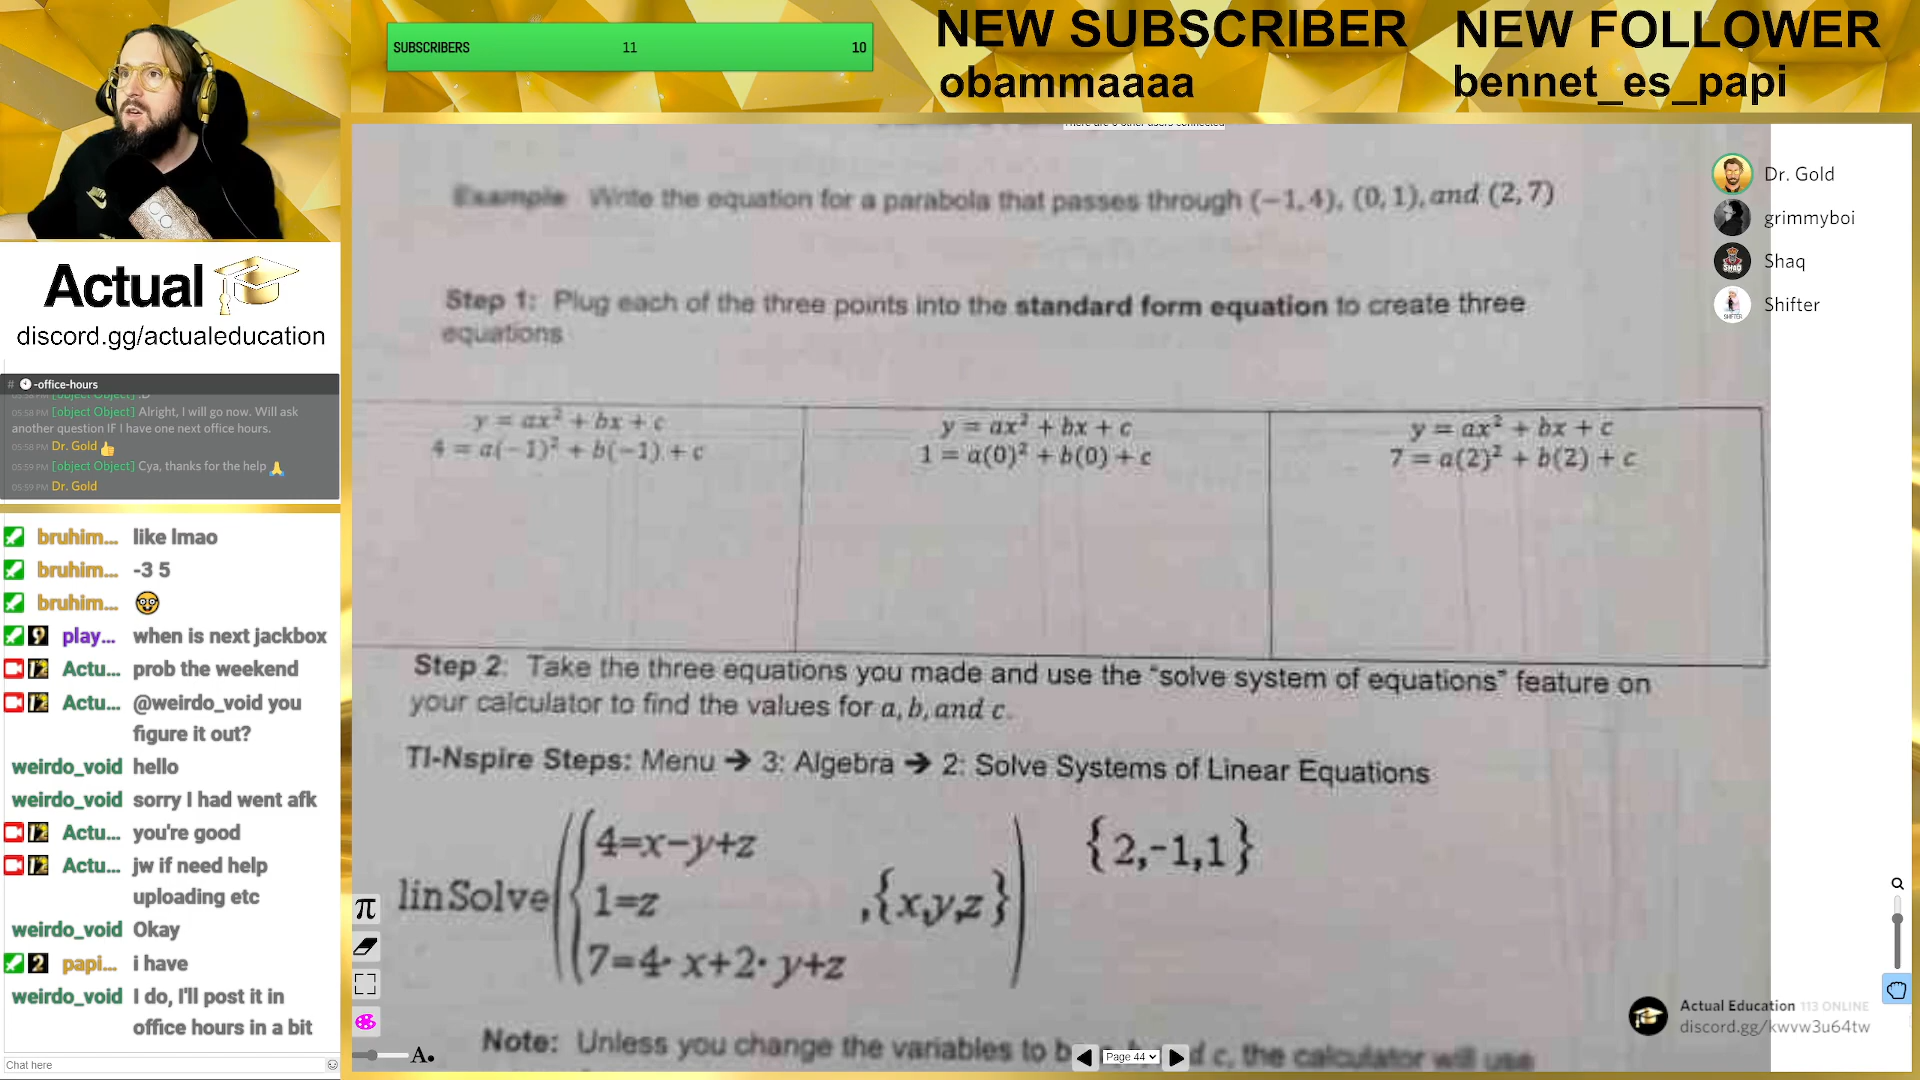 SUBSCRIBERS 11 10
NEW SUBSCRIBER
obammaaaa
NEW FOLLOWER
bennet_es_papi
Actual
discord.gg/actualeducation
# -office-hours
[object Object] Alright, I will go now. Will ask
another question IF I have one next office hours.
05:58 PM Dr. Gold
05:59 PM [object Object] Cya, thanks for the help
05:59 PM Dr. Gold
bruhim... like lmao
bruhim... -3 5
bruhim...
play... when is next jackbox
Actu... prob the weekend
Actu... @weirdo_void you
figure it out?
weirdo_void hello
weirdo_void sorry I had went afk
Actu... you're good
Actu... jw if need help
uploading etc
weirdo_void Okay
papi... i have
weirdo_void I do, I'll post it in
office hours in a bit
Chat here
Example Write the equation for a parabola that passes through (−1,4), (0,1), and (2,7)
Step 1: Plug each of the three points into the standard form equation to create three
equations
y = ax² + bx + c
4 = a(−1)² + b(−1) + c
y = ax² + bx + c
1 = a(0)² + b(0) + c
y = ax² + bx + c
7 = a(2)² + b(2) + c
Step 2: Take the three equations you made and use the "solve system of equations" feature on
your calculator to find the values for a, b, and c.
TI-Nspire Steps: Menu ➔ 3: Algebra ➔ 2: Solve Systems of Linear Equations
linSolve({4=x−y+z
1=z
7=4·x+2·y+z
,{x,y,z})
{2,-1,1}
Note: Unless you change the variables to b d c, the calculator will use
π
A.
Page 44
Dr. Gold
grimmyboi
Shaq
Shifter
Actual Education 113 ONLINE
discord.gg/kwvw3u64tw